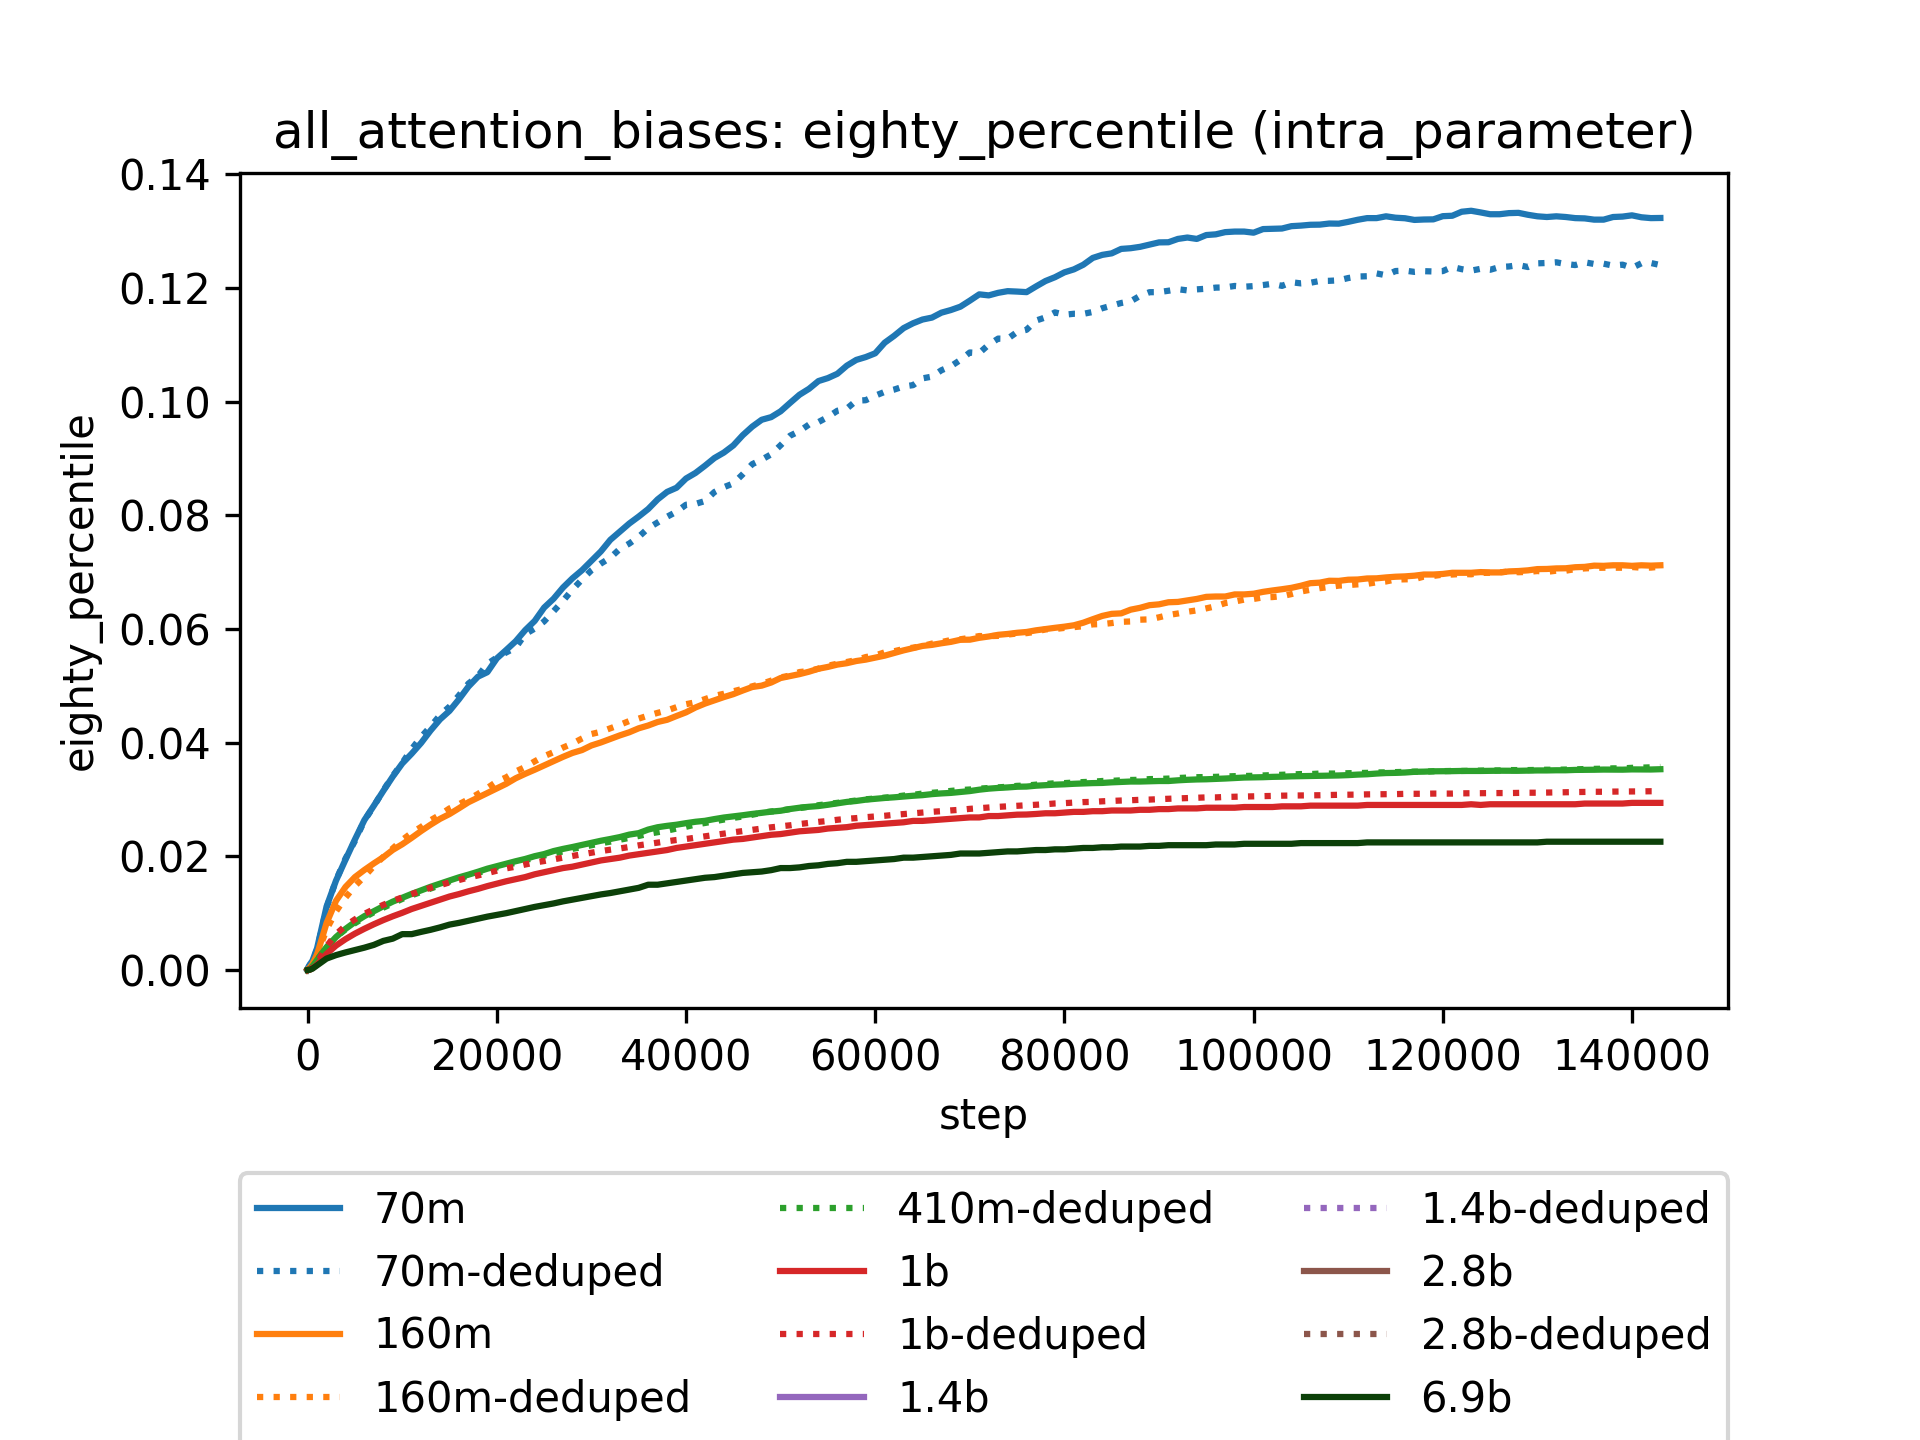 all_attention_biases: eighty_percentile (intra_parameter)
0.14
0.12
0.10
0.08
0.06
0.04
0.02
0.00
eighty_percentile
0 20000 40000 60000 80000 100000 120000 140000
step
70m 410m-deduped 1.4b-deduped
70m-deduped 1b 2.8b
160m 1b-deduped 2.8b-deduped
160m-deduped 1.4b 6.9b